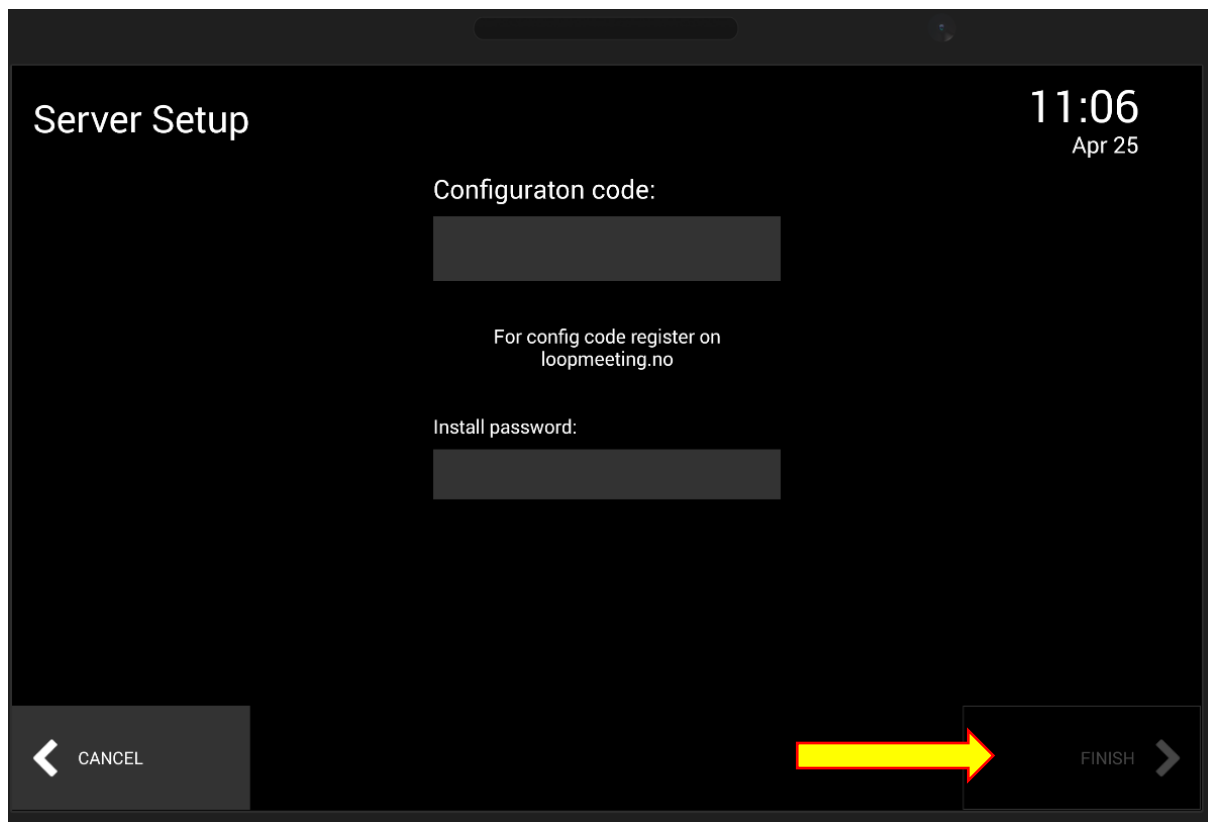 Server Setup
11:06
Apr 25
Configuraton code:
For config code register on
loopmeeting.no
Install password:
CANCEL
FINISH